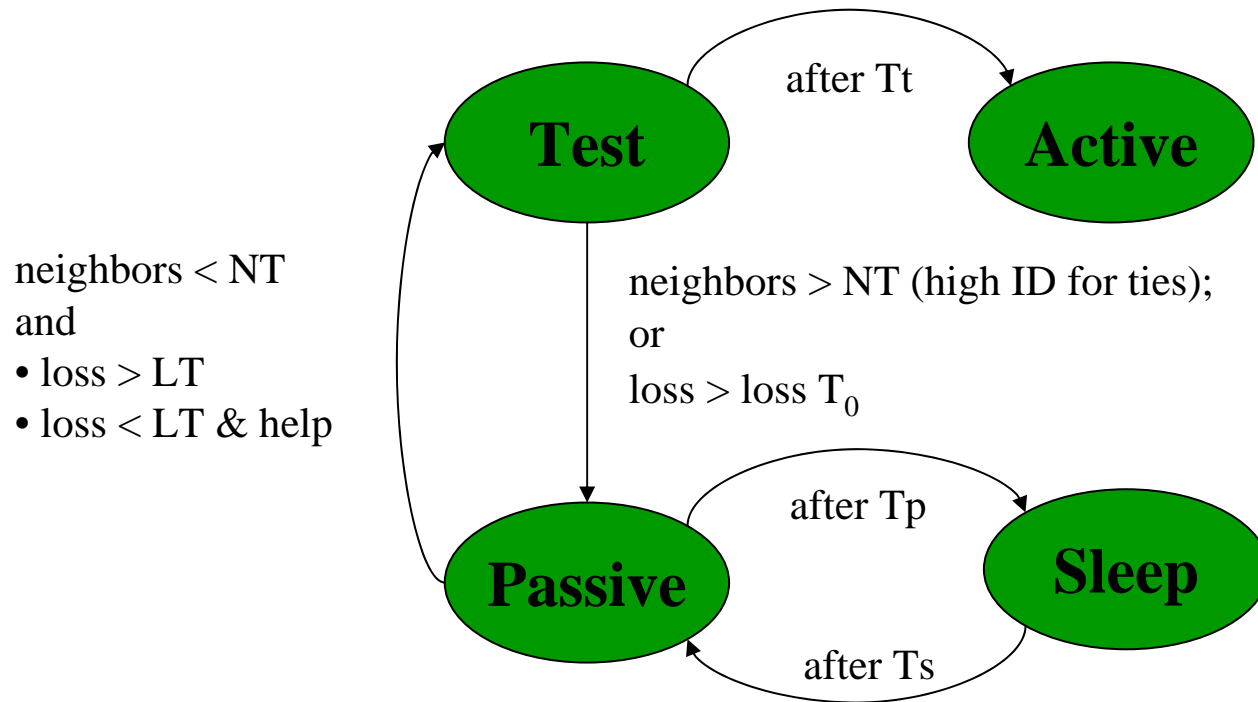 after Tt
Test
Active
neighbors < NT
and
• loss > LT
• loss < LT & help
neighbors > NT (high ID for ties);
or
loss > loss T₀
after Tp
Passive
Sleep
after Ts